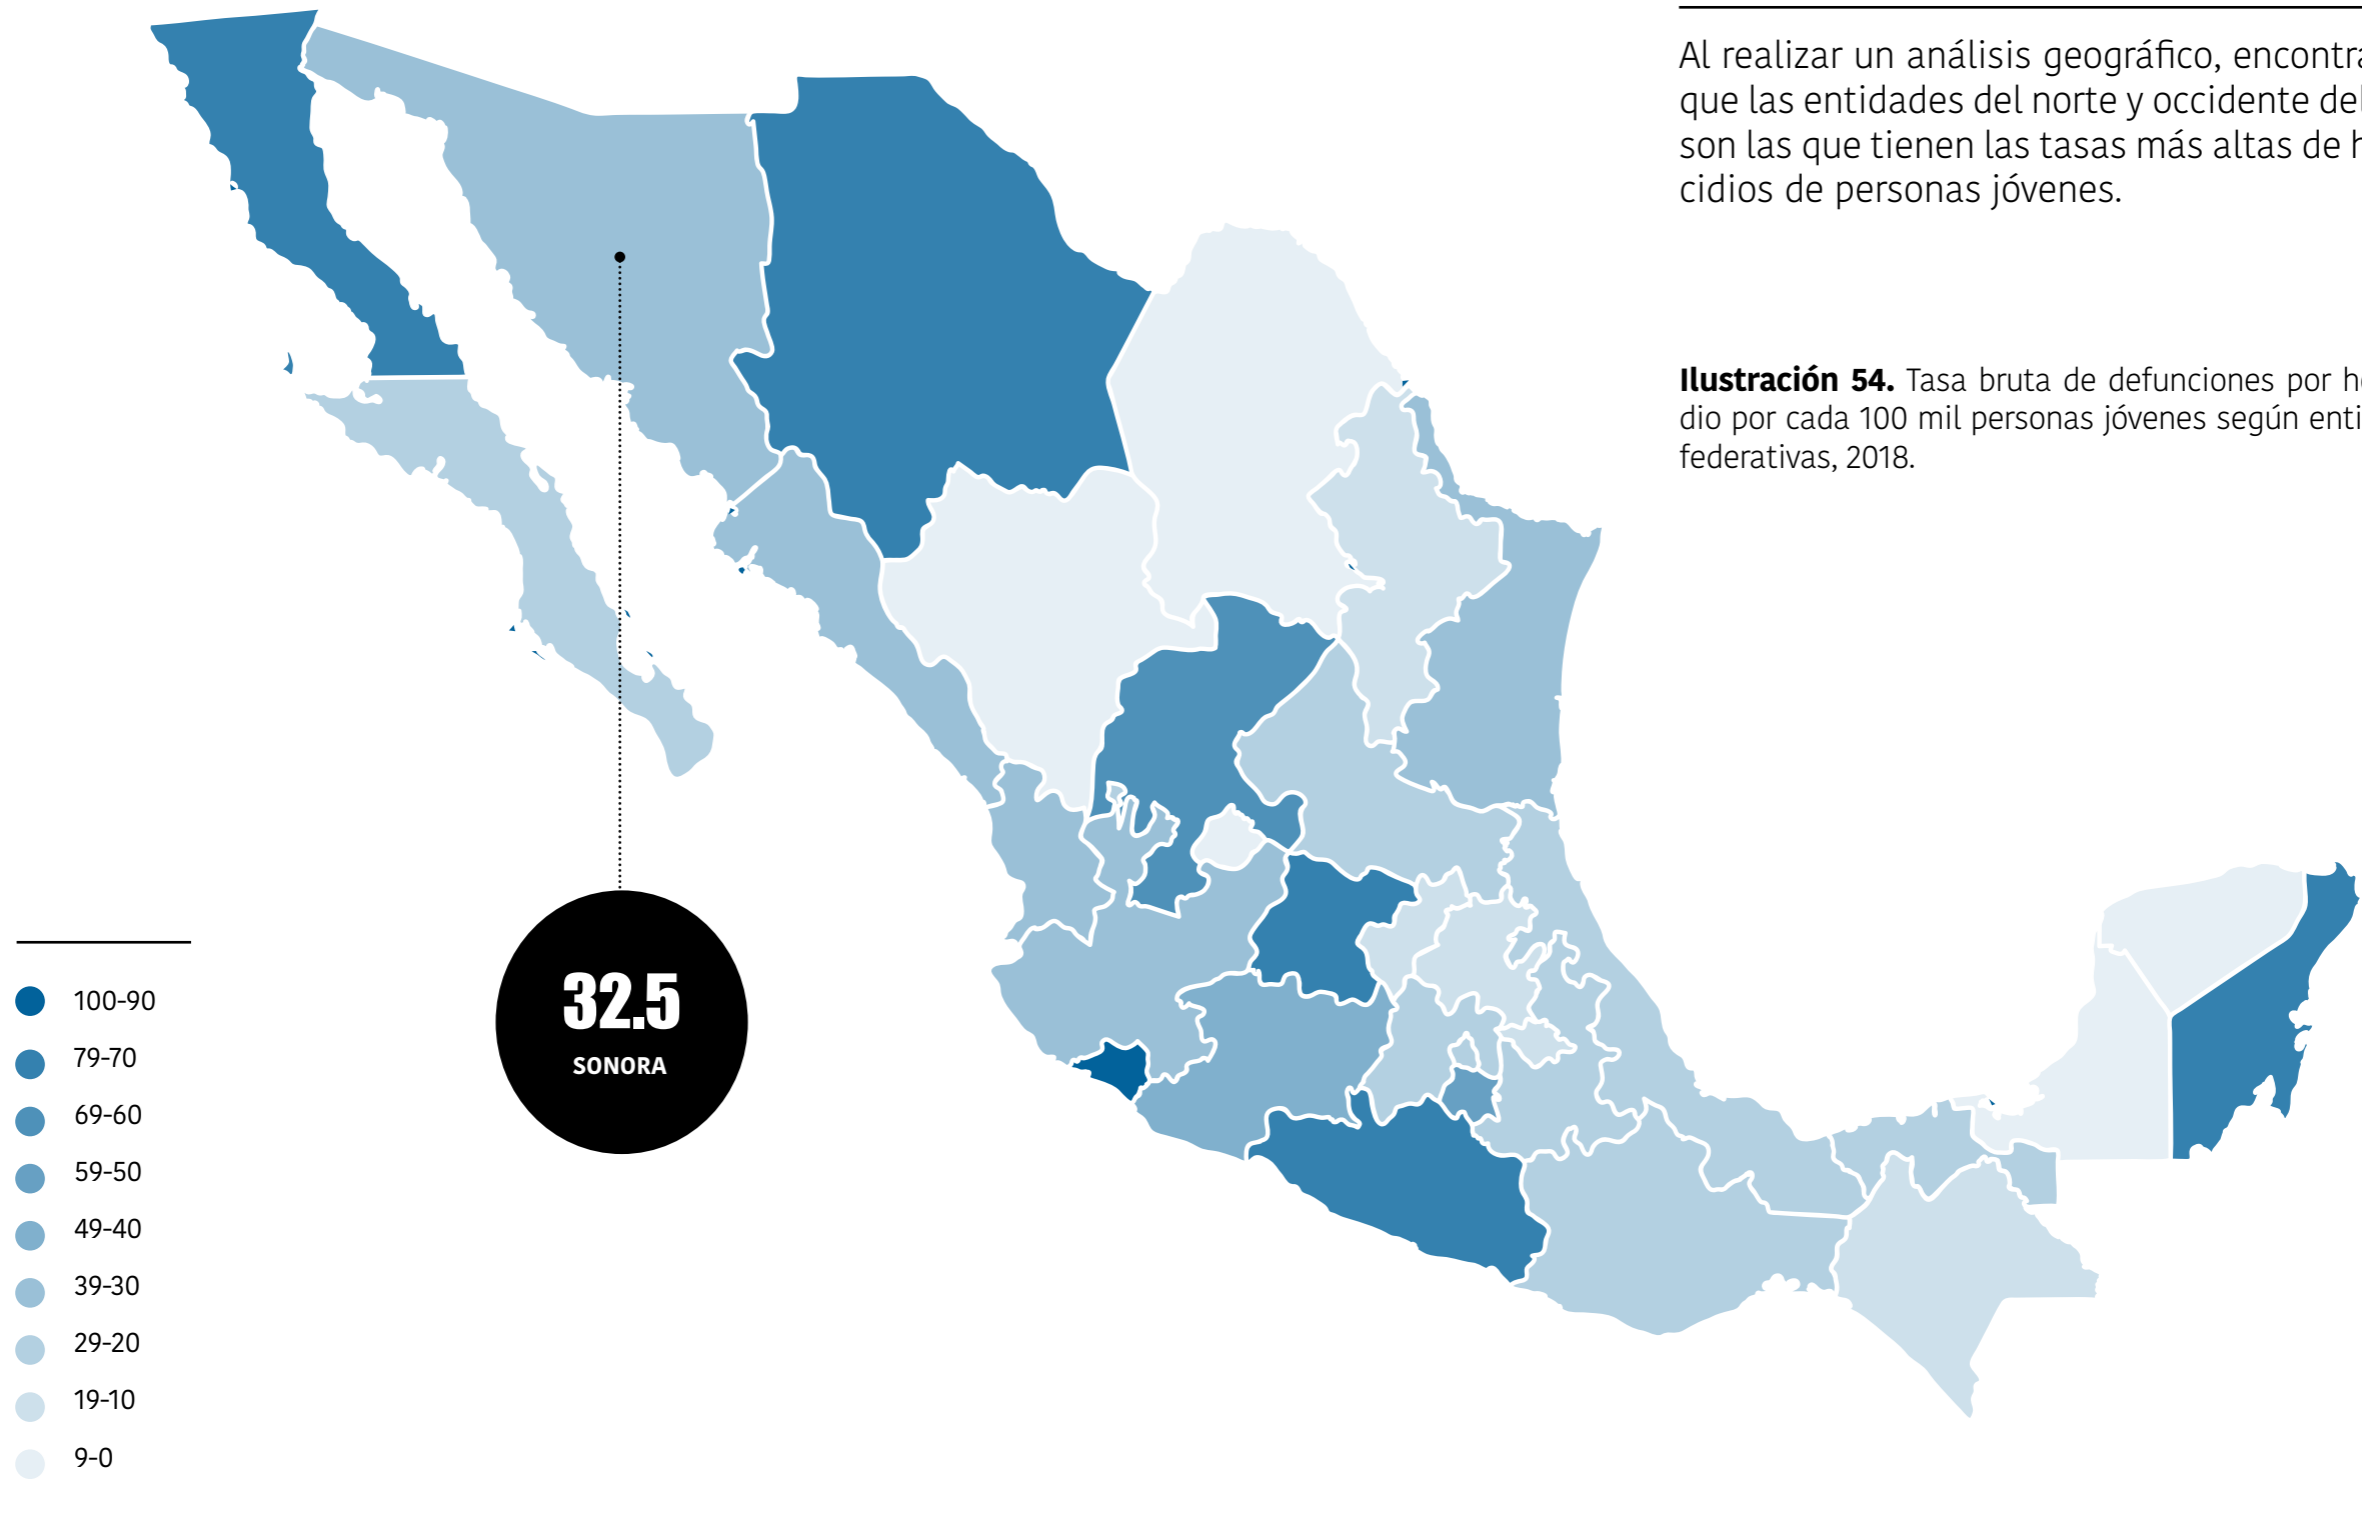 Al realizar un análisis geográfico, encontra
que las entidades del norte y occidente del
son las que tienen las tasas más altas de h
cidios de personas jóvenes.
Ilustración 54. Tasa bruta de defunciones por ho
dio por cada 100 mil personas jóvenes según enti
federativas, 2018.
32.5
SONORA
100-90
79-70
69-60
59-50
49-40
39-30
29-20
19-10
9-0